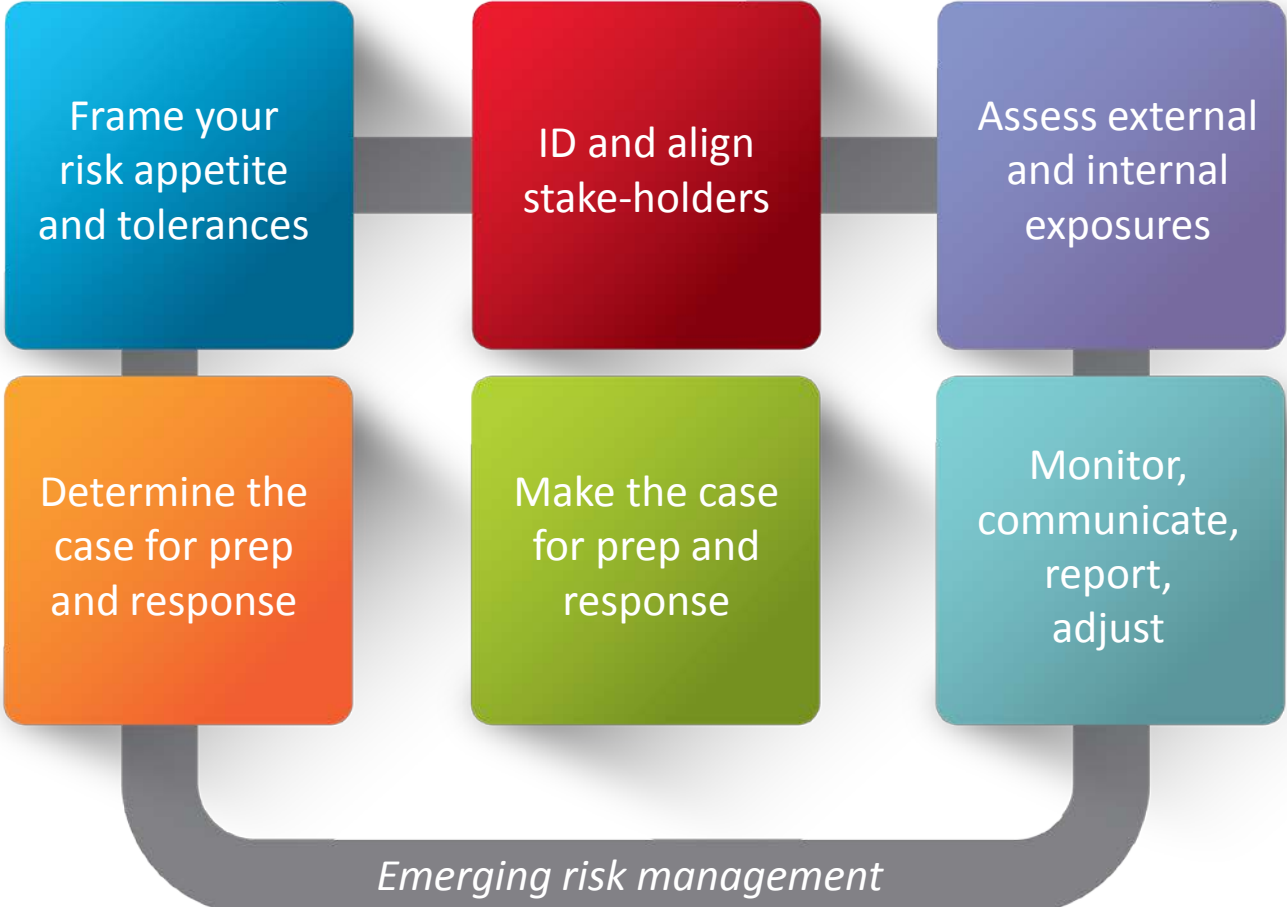 Frame your
risk appetite
and tolerances
ID and align
stake-holders
Assess external
and internal
exposures
Determine the
case for prep
and response
Make the case
for prep and
response
Monitor,
communicate,
report,
adjust
Emerging risk management